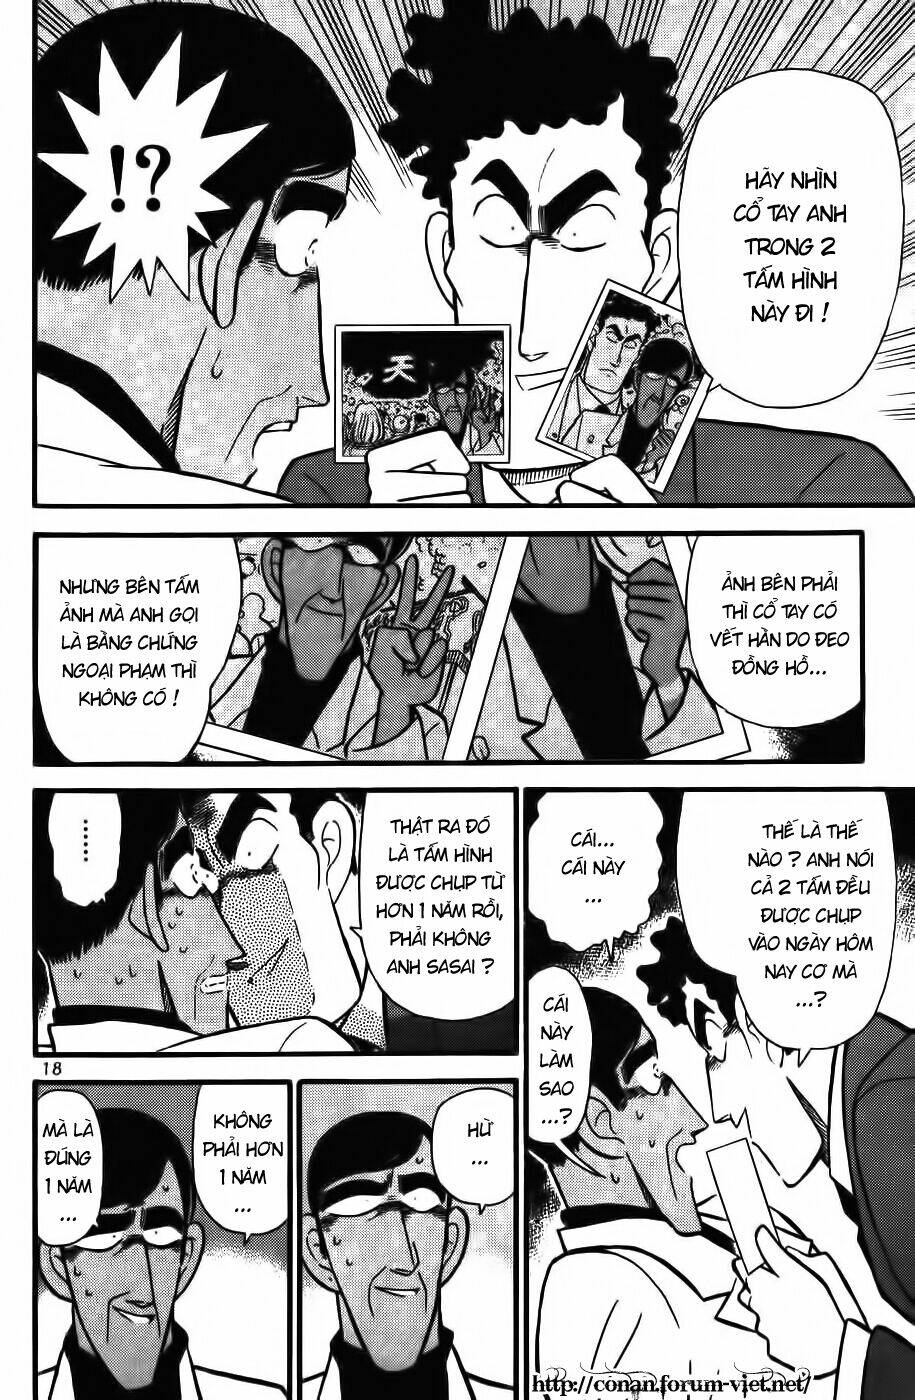 !?
HÃY NHÌN
CỔ TAY ANH
TRONG 2
TẤM HÌNH
NÀY ĐI !
天
ẢNH BÊN PHẢI
THÌ CỔ TAY CÓ
VẾT HẰN DO ĐEO
ĐỒNG HỒ...
NHƯNG BÊN TẤM
ẢNH MÀ ANH GỌI
LÀ BẰNG CHỨNG
NGOẠI PHẠM THÌ
KHÔNG CÓ !
THẾ LÀ THẾ
NÀO ? ANH NÓI
CẢ 2 TẤM ĐỀU
ĐƯỢC CHỤP
VÀO NGÀY HÔM
NAY CƠ MÀ
...?
CÁI...
CÁI NÀY
...
CÁI
NÀY
LÀM
SAO
...?
THẬT RA ĐÓ
LÀ TẤM HÌNH
ĐƯỢC CHỤP TỪ
HƠN 1 NĂM RỒI,
PHẢI KHÔNG
ANH SASAI ?
......
18
HỪ
...
KHÔNG
PHẢI HƠN
1 NĂM
...
MÀ LÀ
ĐÚNG
1 NĂM
...
http://conan.forum-viet.net/